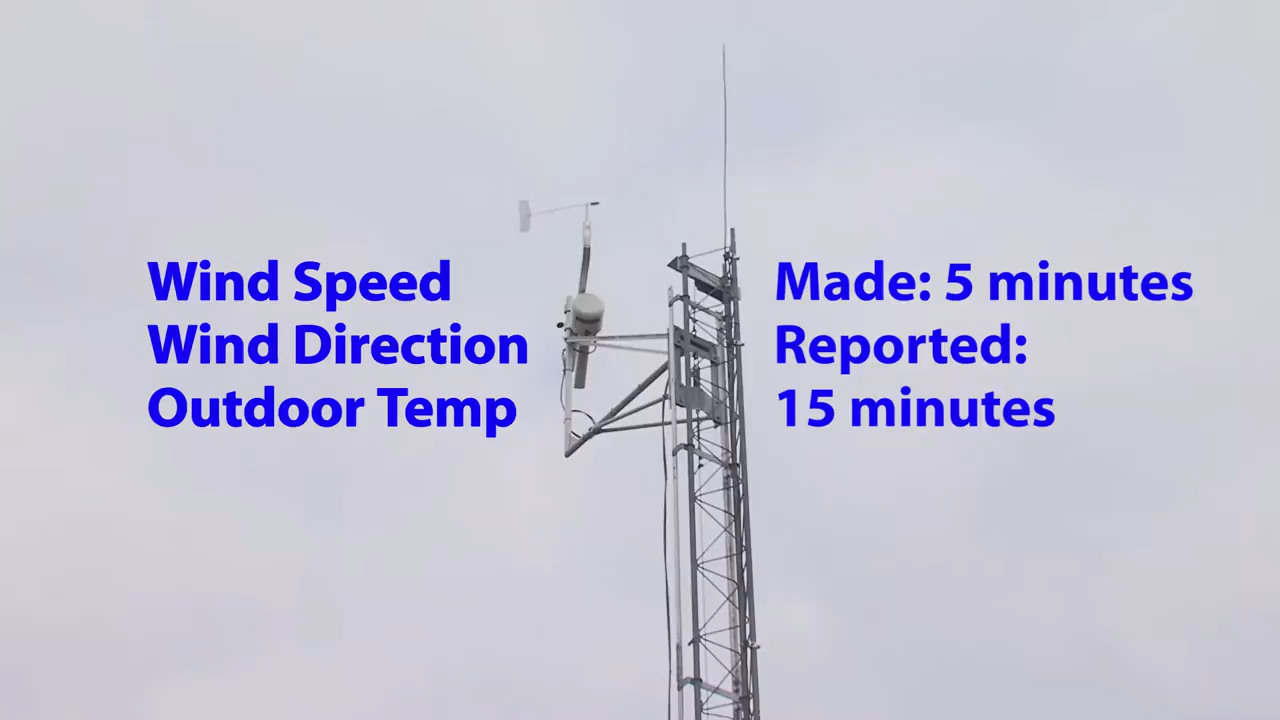 Wind Speed
Wind Direction
Outdoor Temp
Made: 5 minutes
Reported:
15 minutes